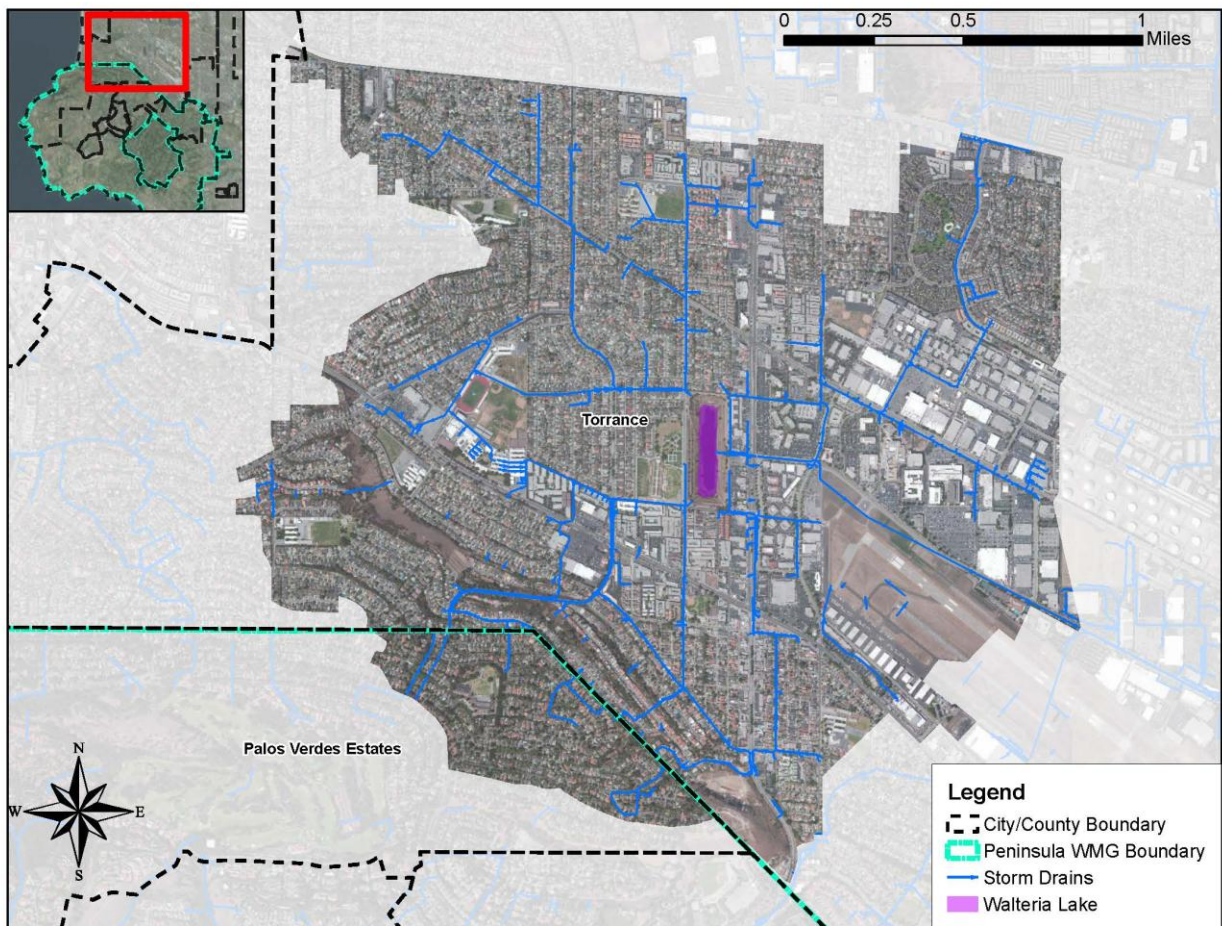 0 0.25 0.5 1
Miles
Torrance
Palos Verdes Estates
N
W E
S
Legend
City/County Boundary
Peninsula WMG Boundary
Storm Drains
Walteria Lake